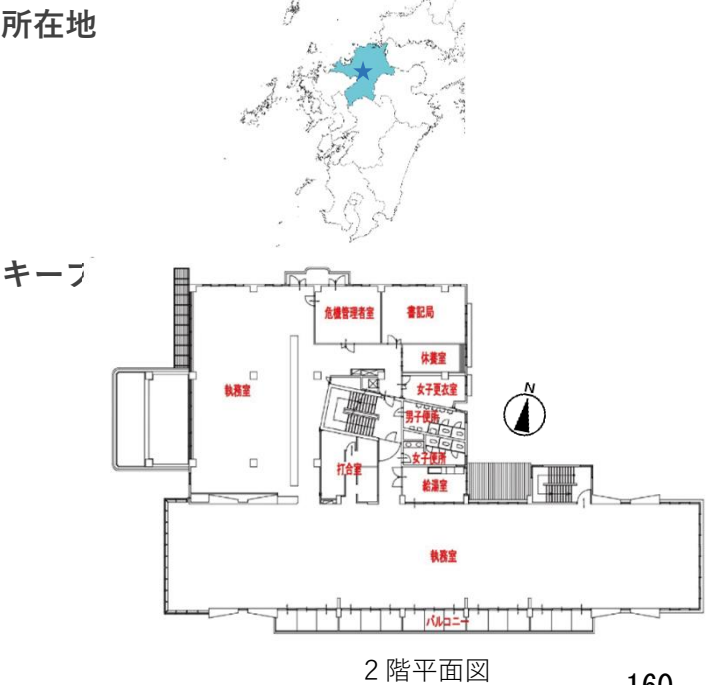 所在地
キープ
N
危機管理者室
書記局
休養室
執務室
女子更衣室
男子便所
女子便所
打合室
給湯室
執務室
バルコニー
2階平面図
160